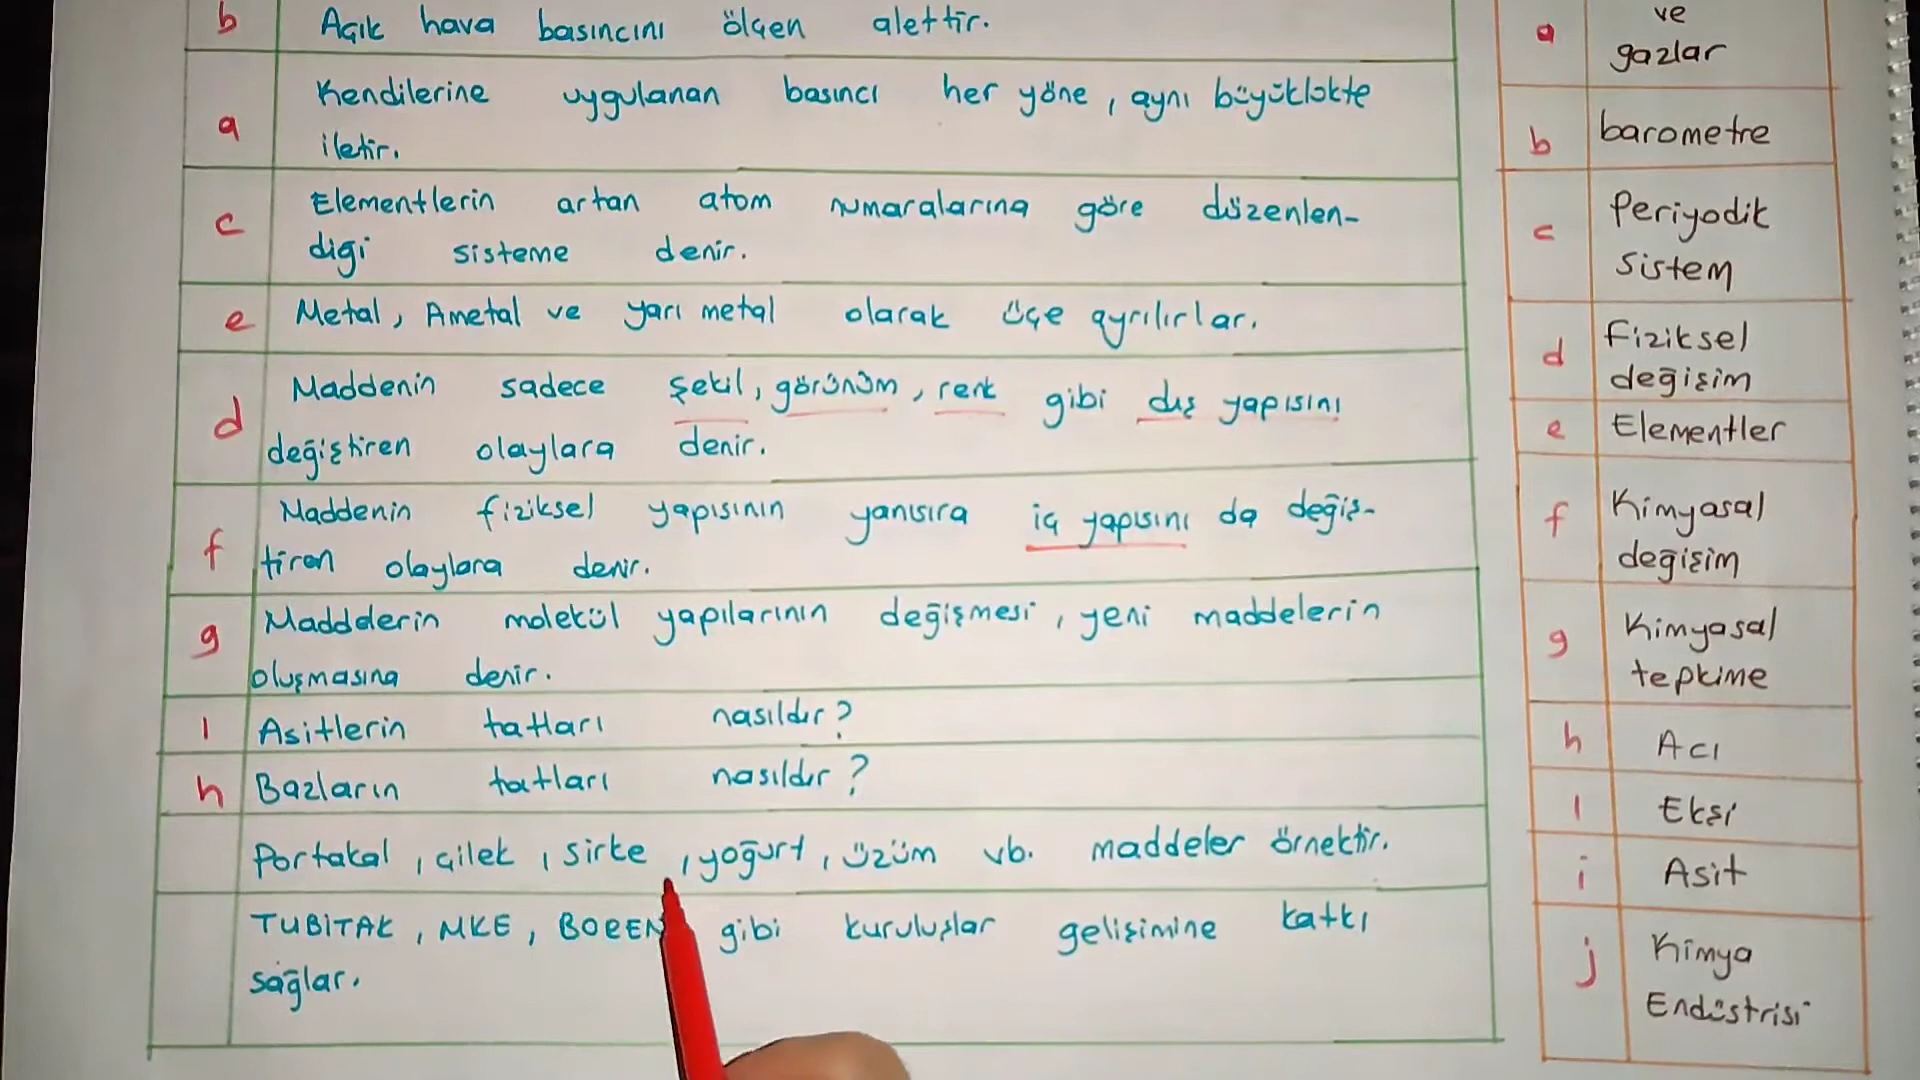 b Açık hava basıncını ölçen alettir.
a Kendilerine uygulanan basıncı her yöne, aynı büyüklükte
iletir.
c Elementlerin artan atom numaralarına göre düzenlen-
diği sisteme denir.
e Metal, Ametal ve yarı metal olarak üçe ayrılırlar.
d Maddenin sadece şekil, görünüm, renk gibi dış yapısını
değiştiren olaylara denir.
f Maddenin fiziksel yapısının yanısıra iç yapısını da değiş-
tiren olaylara denir.
g Maddelerin molekül yapılarının değişmesi, yeni maddelerin
oluşmasına denir.
ı Asitlerin tatları nasıldır?
h Bazların tatları nasıldır?
Portakal, çilek, sirke, yoğurt, üzüm vb. maddeler örnektir.
TUBİTAK, MKE, BOREN gibi kuruluşlar gelişimine katkı
sağlar.
a ve
gazlar
b barometre
c Periyodik
sistem
d Fiziksel
değişim
e Elementler
f Kimyasal
değişim
g Kimyasal
tepkime
h Acı
ı Ekşi
i Asit
j Kimya
Endüstrisi